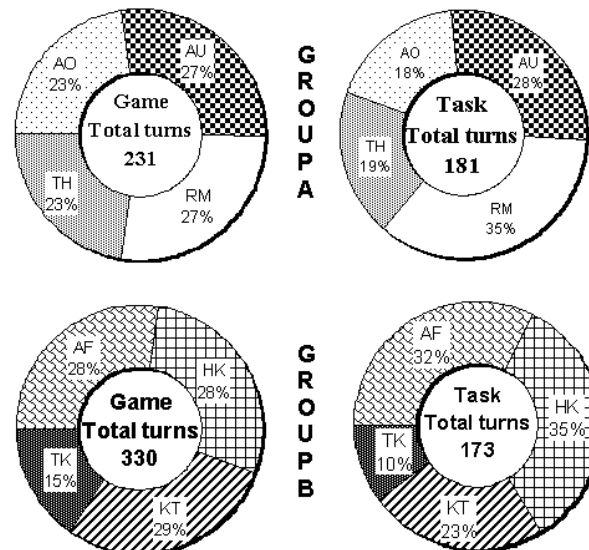 AO
23%
AU
27%
Game
Total turns
231
TH
23%
RM
27%
GROUP A
AO
18%
AU
28%
Task
Total turns
181
TH
19%
RM
35%
AF
28%
HK
28%
Game
Total turns
330
TK
15%
KT
29%
GROUP B
AF
32%
HK
35%
Task
Total turns
173
TK
10%
KT
23%